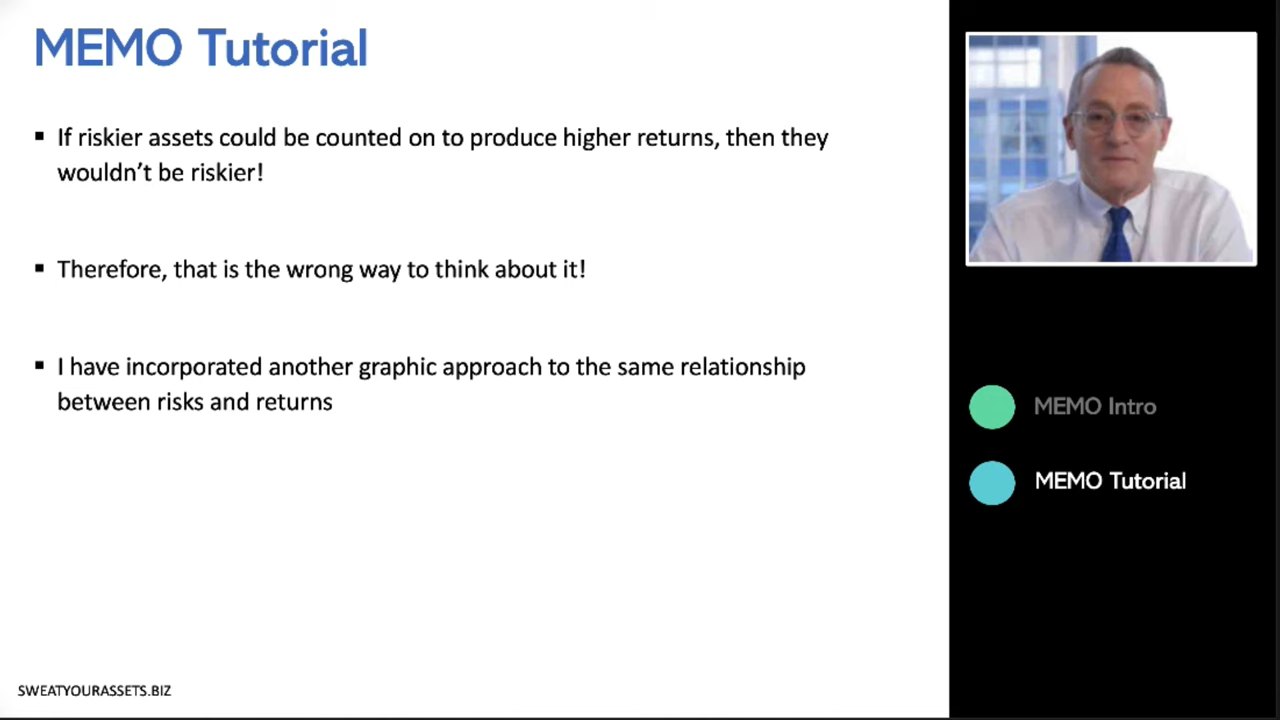 MEMO Tutorial
▪ If riskier assets could be counted on to produce higher returns, then they
wouldn’t be riskier!
▪ Therefore, that is the wrong way to think about it!
▪ I have incorporated another graphic approach to the same relationship
between risks and returns
SWEATYOURASSETS.BIZ
MEMO Intro
MEMO Tutorial